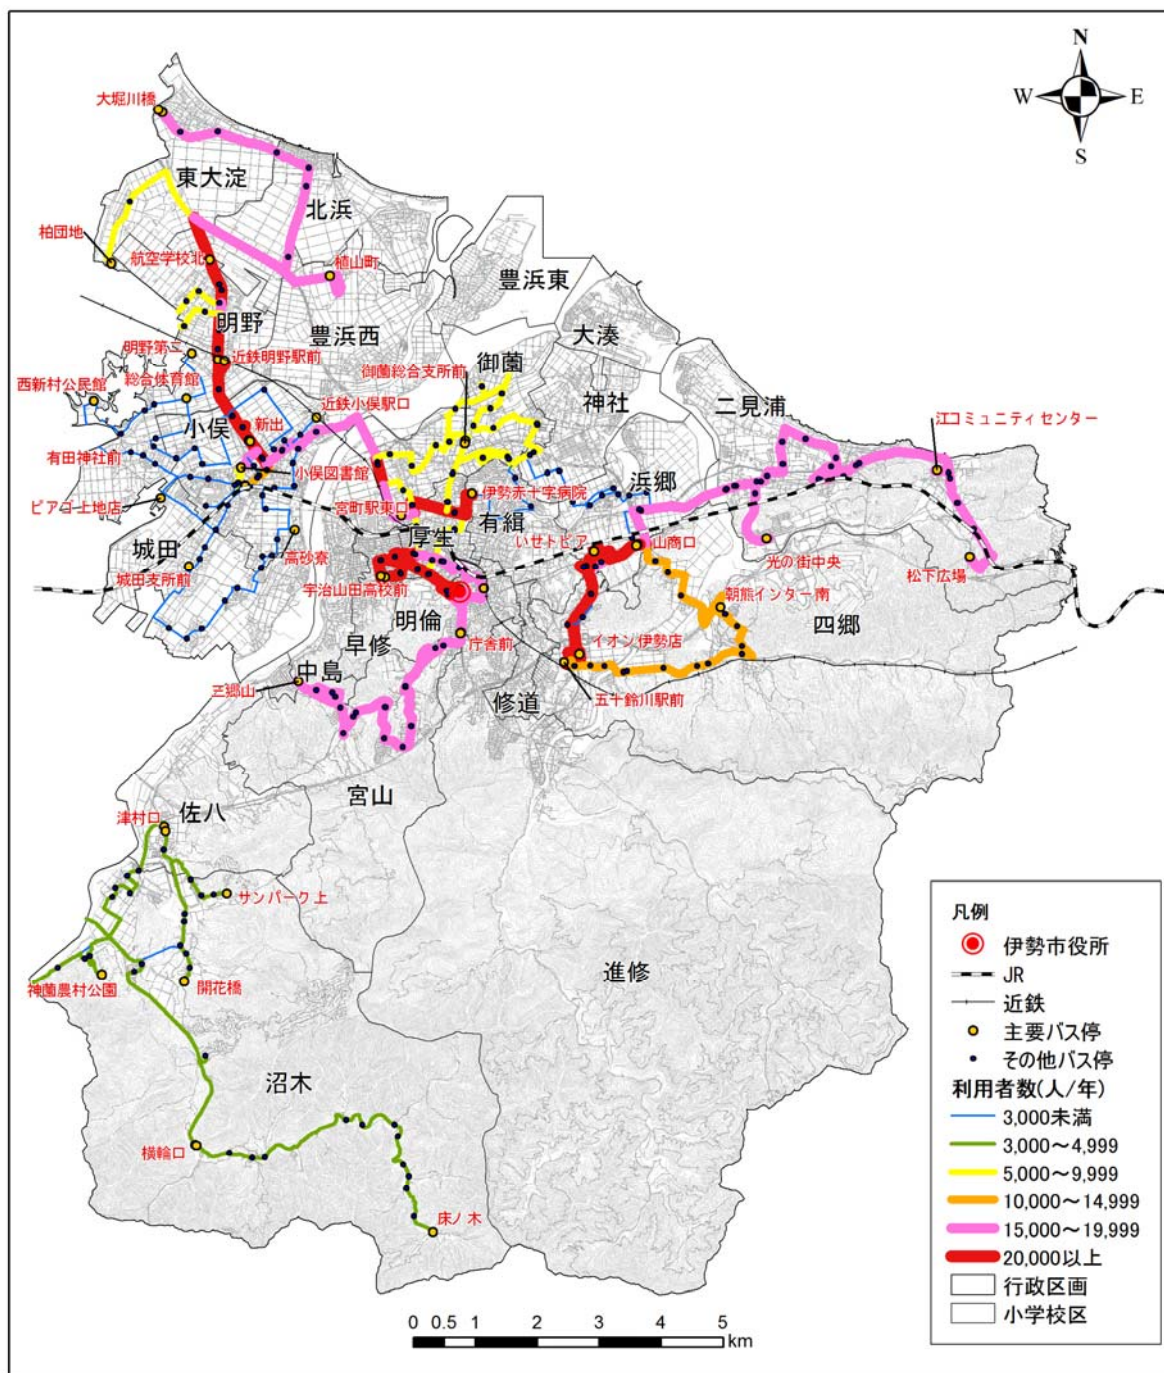 N
W
E
S
大堀川橋
東大淀
北浜
柏団地
航空学校北
植山町
豊浜東
明野
豊浜西
大湊
明野第二
近鉄明野駅前
御薗
西新村公民館
総合体育館
御薗総合支所前
神社
二見浦
近鉄小俣駅口
江コミュニティセンター
小俣
新出
有田神社前
小俣図書館
浜郷
伊勢赤十字病院
ピアゴ上地店
宮町駅東口
有緝
城田
厚生
いせトピア
山商口
高砂寮
光の街中央
松下広場
城田支所前
宇治山田高校前
朝熊インター南
明倫
四郷
早修
庁舎前
イオン伊勢店
中島
三郷山
修道
五十鈴川駅前
宮山
佐八
津村口
サンパーク上
進修
神薗農村公園
開花橋
沼木
横輪口
床ノ木
凡例
伊勢市役所
JR
近鉄
主要バス停
その他バス停
利用者数(人/年)
3,000未満
3,000～4,999
5,000～9,999
10,000～14,999
15,000～19,999
20,000以上
行政区画
小学校区
0 0.5 1 2 3 4 5
km